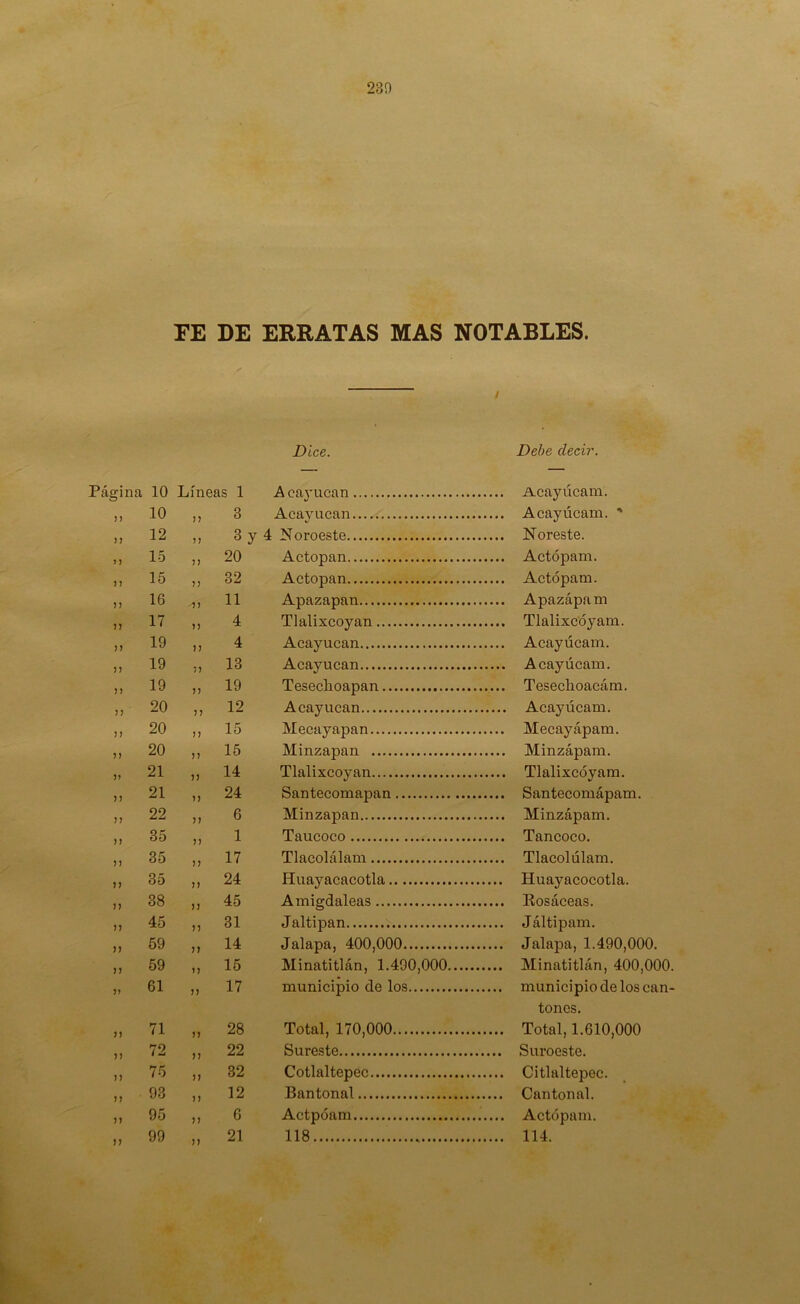 239
FE DE ERRATAS MAS NOTABLES.
Dice. Debe decir.
Página 10 Líneas 1 Acayucan........ Acayúcam.
,, 10 ,, 3 Acayucan........ Acayúcam.
,, 12 ,, 3 y 4 Noroeste........ Noreste.
,, 15 ,, 20 Actopan........ Actópam.
,, 15 ,, 32 Actopan........ Actópam.
,, 16 ,, 11 Apazapan........ Apazápam
,, 17 ,, 4 Tlalixcoyan........ Tlalixcóyam.
,, 19 ,, 4 Acayucan........ Acayúcam.
,, 19 ,, 13 Acayucan........ Acayúcam.
,, 19 ,, 19 Tesechoapan........ Tesechoacám.
,, 20 ,, 12 Acayucan........ Acayúcam.
,, 20 ,, 15 Mecayapan........ Mecayápam.
,, 20 ,, 15 Minzapan ........ Minzápam.
,, 21 ,, 14 Tlalixcoyan........ Tlalixcóyam.
,, 21 ,, 24 Santecomapan........ Santecomápam.
,, 22 ,, 6 Minzapan........ Minzápam.
,, 35 ,, 1 Taucoco........ Tancoco.
,, 35 ,, 17 Tlacolálam........ Tlacolúlam.
,, 35 ,, 24 Huayacacotla........ Huayacocotla.
,, 38 ,, 45 Amigdaleas........ Rosáceas.
,, 45 ,, 31 Jaltipan........ Jáltipam.
,, 59 ,, 14 Jalapa, 400,000........ Jalapa, 1.490,000.
,, 59 ,, 15 Minatitlán, 1.490,000........ Minatitlán, 400,000.
,, 61 ,, 17 municipio de los........ municipio de los can-
tones.
,, 71 ,, 28 Total, 170,000........ Total, 1.610,000
,, 72 ,, 22 Sureste........ Suroeste.
,, 75 ,, 32 Cotlaltepec........ Citlaltepec.
,, 93 ,, 12 Bantonal........ Cantonal.
,, 95 ,, 6 Actpóam........ Actópam.
,, 99 ,, 21 118........ 114.